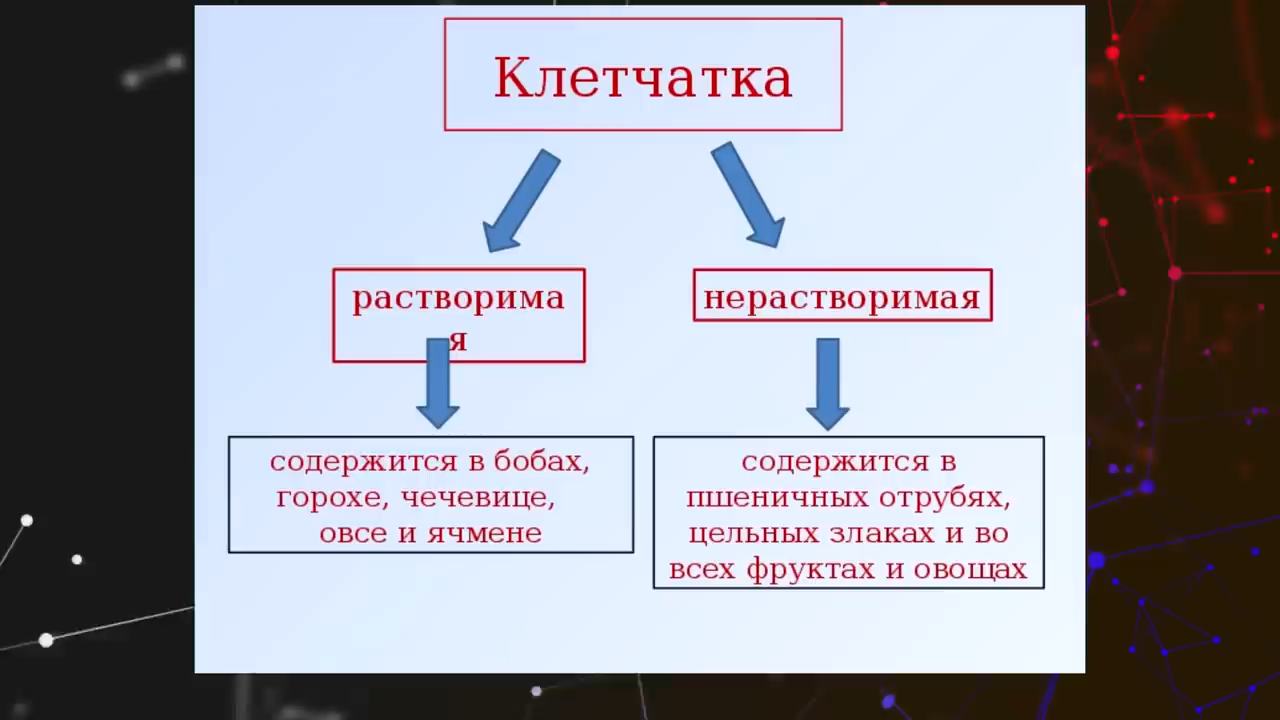 Клетчатка
растворима
я
нерастворимая
содержится в бобах,
горохе, чечевице,
овсе и ячмене
содержится в
пшеничных отрубях,
цельных злаках и во
всех фруктах и овощах